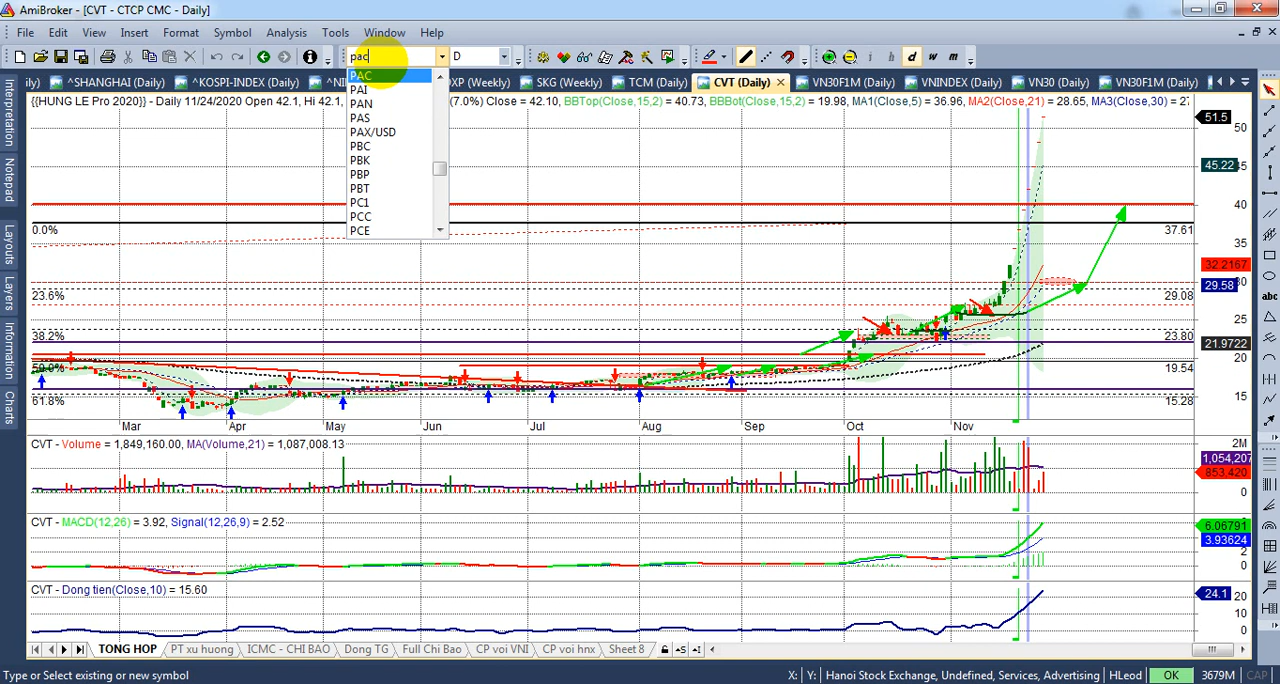 AmiBroker - [CVT - CTCP CMC - Daily]
File Edit View Insert Format Symbol Analysis Tools Window Help
pac D i h d w m
ily) ^SHANGHAI (Daily) ^KOSPI-INDEX (Daily) XP (Weekly) SKG (Weekly) TCM (Daily) CVT (Daily) VN30F1M (Daily) VNINDEX (Daily) VN30 (Daily) VN30F1M (Daily)
PAC
PAI
PAN
PAS
PAX/USD
PBC
PBK
PBP
PBT
PC1
PCC
PCE
Interpretation
Notepad
Layouts
Layers
Information
Charts
{{HUNG LE Pro 2020}} - Daily 11/24/2020 Open 42.1, Hi 42.1, (7.0%) Close = 42.10, BBTop(Close,15,2) = 40.73, BBBot(Close,15,2) = 19.98, MA1(Close,5) = 36.96, MA2(Close,21) = 28.65, MA3(Close,30) = 27
51.5
50
45.22
45
40
0.0%
37.61
35
32.2167
30
29.58
23.6%
29.08
25
38.2%
23.80
21.9722
20
50.0%
19.54
61.8%
15.28
15
Mar Apr May Jun Jul Aug Sep Oct Nov
CVT - Volume = 1,849,160.00, MA(Volume,21) = 1,087,008.13
2M
1,054,207
853,420
0
CVT - MACD(12,26) = 3.92, Signal(12,26,9) = 2.52
6.06791
3.93624
2
0
CVT - Dong tien(Close,10) = 15.60
24.1
20
10
0
TONG HOP PT xu huong ICMC - CHI BAO Dong TG Full Chi Bao CP voi VNI CP voi hnx Sheet 8
abc
Type or Select existing or new symbol X: Y: Hanoi Stock Exchange, Undefined, Services, Advertising HLeod OK 3679M CAP